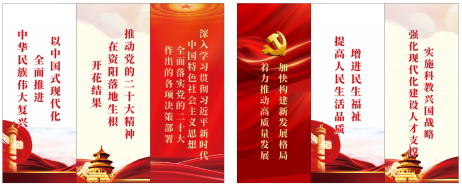 深入学习贯彻习近平新时代
中国特色社会主义思想
全面落实党的二十大
作出的各项决策部署
推动党的二十大精神
在资阳落地生根
开花结果
以中国式现代化
全面推进
中华民族伟大复兴
实施科教兴国战略
强化现代化建设人才支撑
增进民生福祉
提高人民生活品质
加快构建新发展格局
着力推动高质量发展